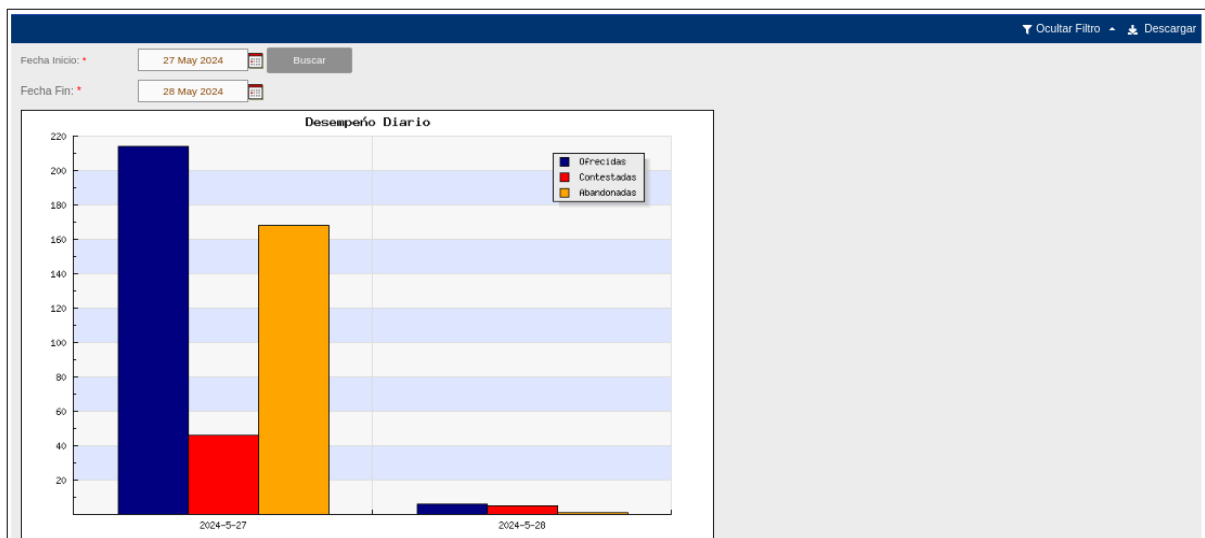 Ocultar Filtro Descargar
Fecha Inicio: * 27 May 2024 Buscar
Fecha Fin: * 28 May 2024
Desempeño Diario
220
200
180
160
140
120
100
80
60
40
20
Ofrecidas
Contestadas
Abandonadas
2024-5-27 2024-5-28